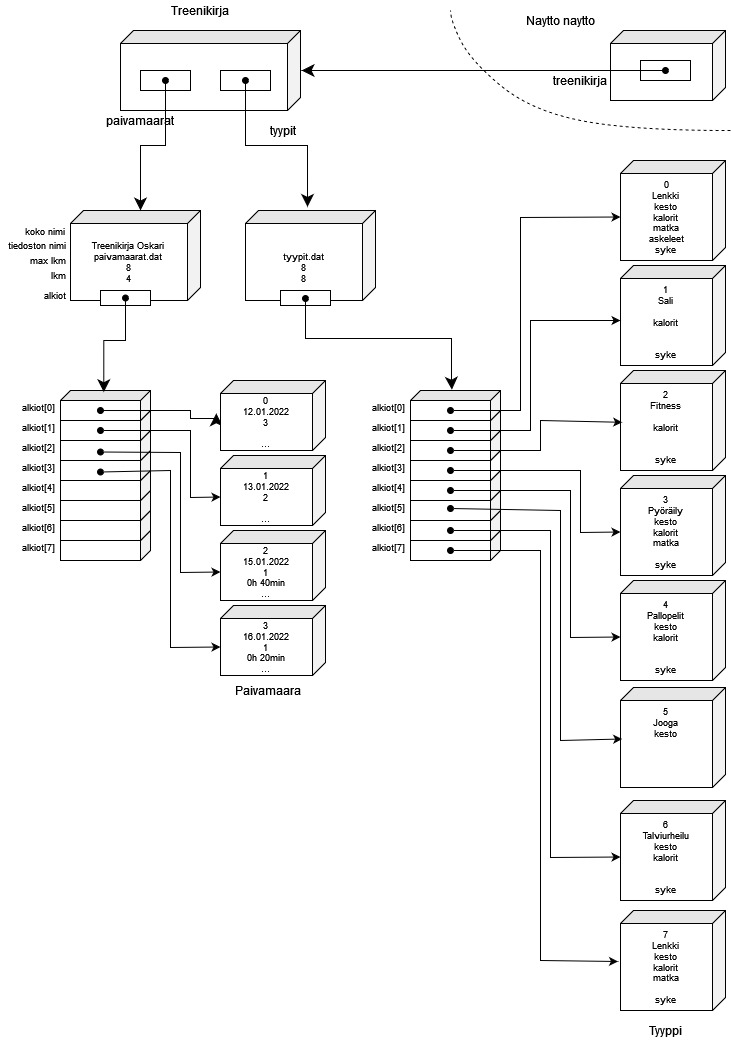 Treenikirja
Naytto naytto
treenikirja
paivamaarat
tyypit
koko nimi
tiedoston nimi
max lkm
lkm
alkiot
Treenikirja Oskari
paivamaarat.dat
8
4
tyypit.dat
8
8
alkiot[0]
alkiot[1]
alkiot[2]
alkiot[3]
alkiot[4]
alkiot[5]
alkiot[6]
alkiot[7]
0
12.01.2022
3
...
1
13.01.2022
2
...
2
15.01.2022
1
0h 40min
...
3
16.01.2022
1
0h 20min
...
Paivamaara
alkiot[0]
alkiot[1]
alkiot[2]
alkiot[3]
alkiot[4]
alkiot[5]
alkiot[6]
alkiot[7]
0
Lenkki
kesto
kalorit
matka
askeleet
syke
1
Sali
kalorit
syke
2
Fitness
kalorit
syke
3
Pyöräily
kesto
kalorit
matka
syke
4
Pallopelit
kesto
kalorit
syke
5
Jooga
kesto
6
Talviurheilu
kesto
kalorit
syke
7
Lenkki
kesto
kalorit
matka
syke
Tyyppi